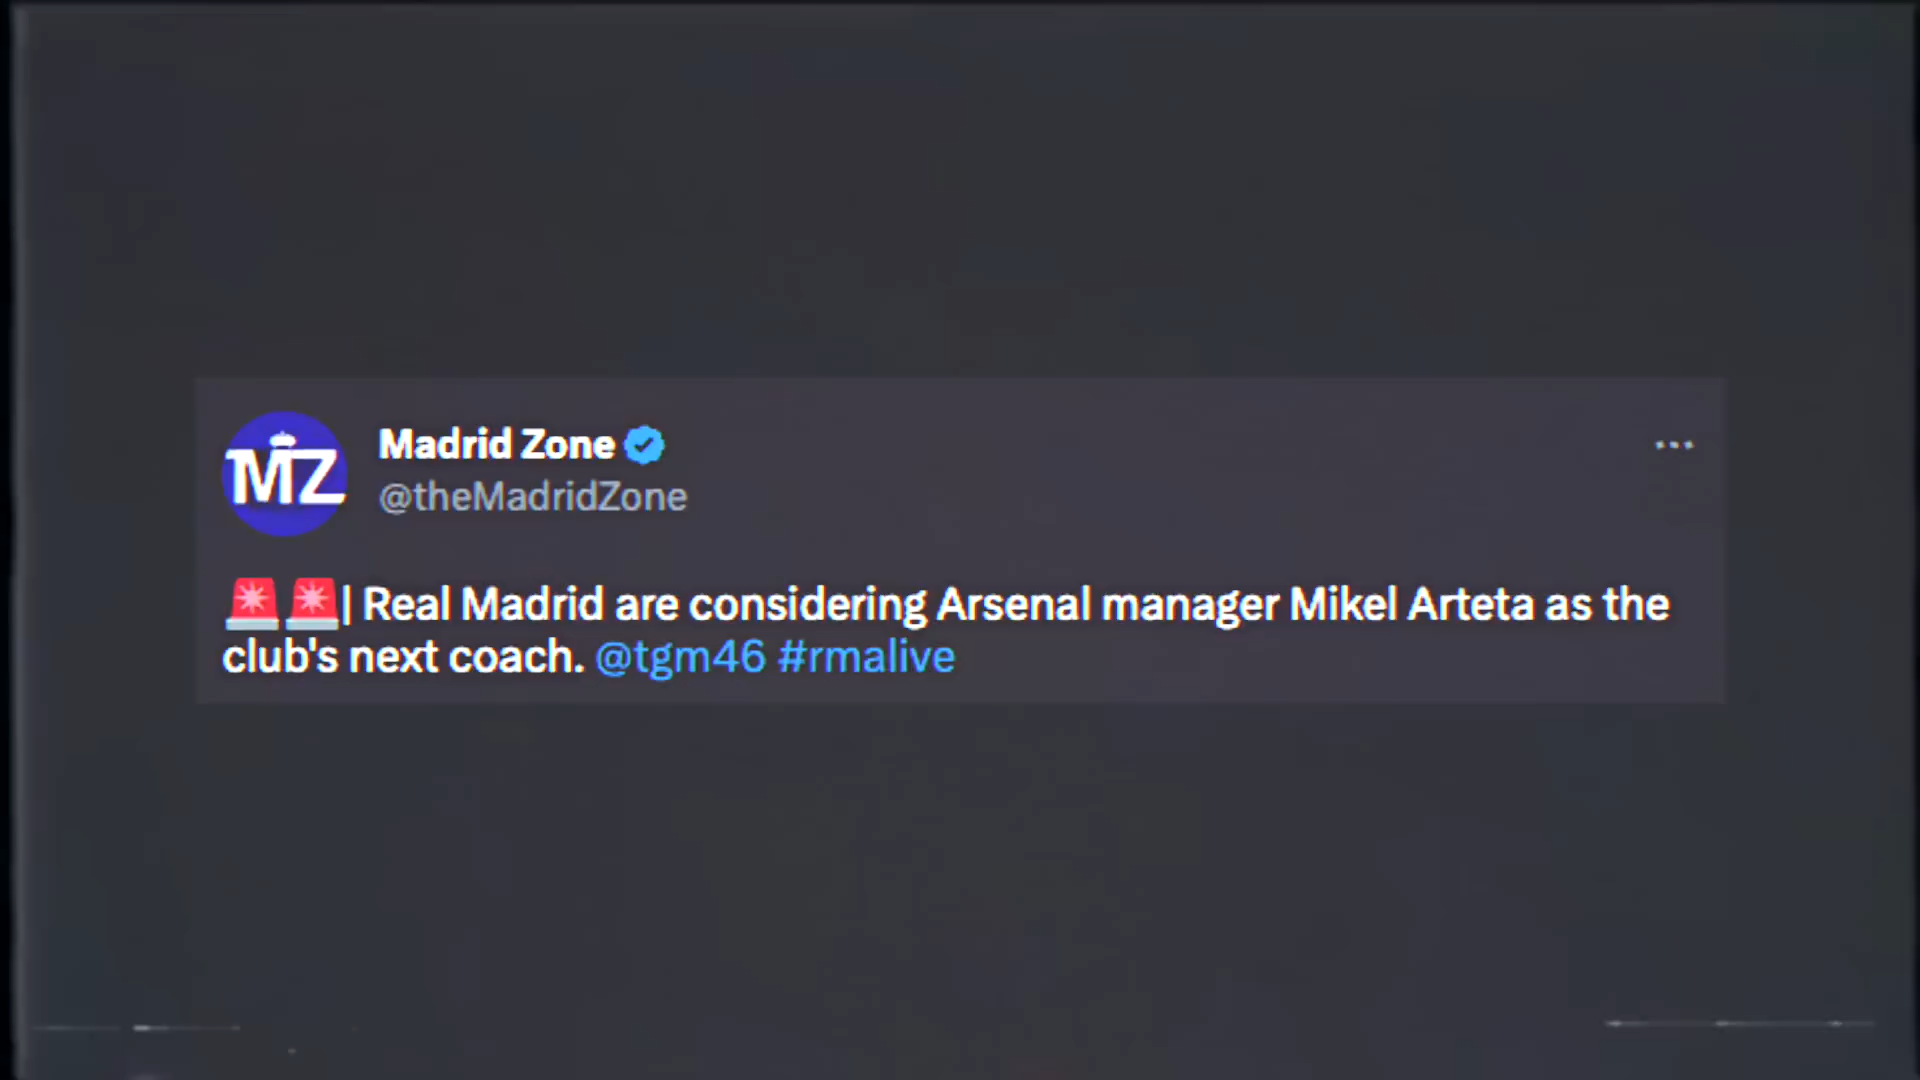 MZ
Madrid Zone
@theMadridZone
🚨🚨| Real Madrid are considering Arsenal manager Mikel Arteta as the
club's next coach. @tgm46 #rmalive